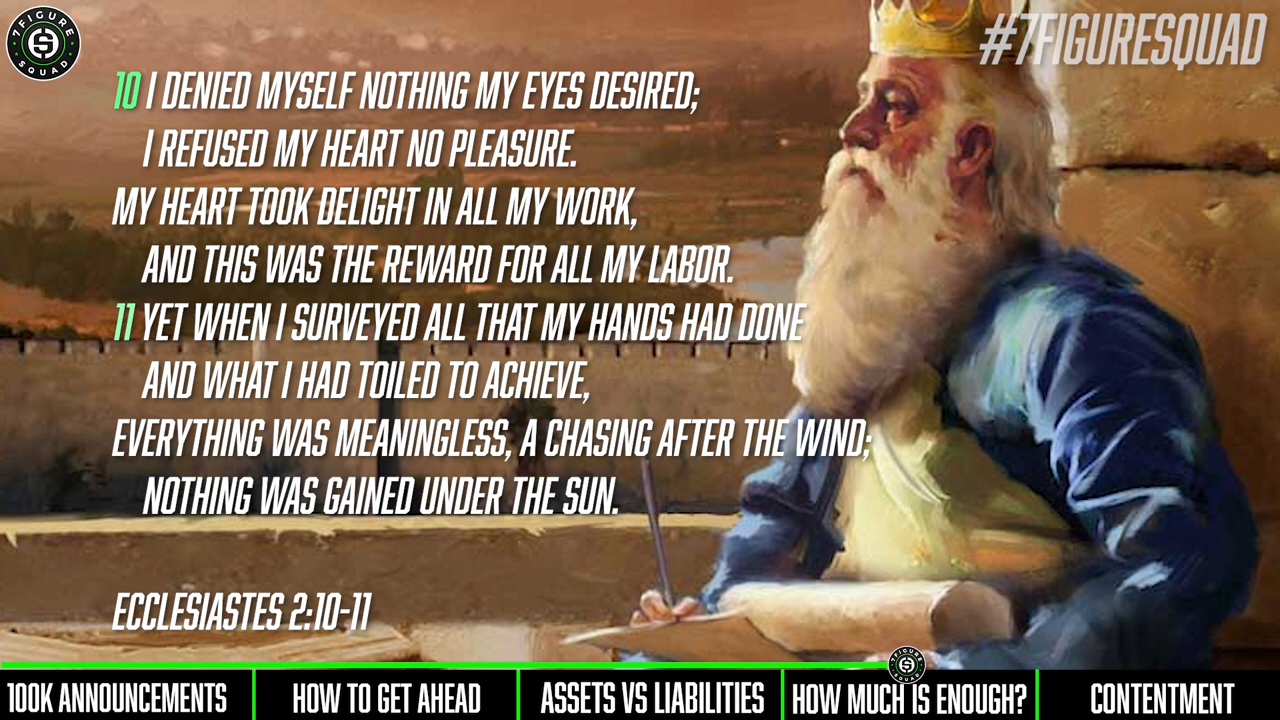 7FIGURE
SQUAD
#7FIGURESQUAD
10 I DENIED MYSELF NOTHING MY EYES DESIRED;
I REFUSED MY HEART NO PLEASURE.
MY HEART TOOK DELIGHT IN ALL MY WORK,
AND THIS WAS THE REWARD FOR ALL MY LABOR.
11 YET WHEN I SURVEYED ALL THAT MY HANDS HAD DONE
AND WHAT I HAD TOILED TO ACHIEVE,
EVERYTHING WAS MEANINGLESS, A CHASING AFTER THE WIND;
NOTHING WAS GAINED UNDER THE SUN.
ECCLESIASTES 2:10-11
7FIGURE
SQUAD
100K ANNOUNCEMENTS
HOW TO GET AHEAD
ASSETS VS LIABILITIES
HOW MUCH IS ENOUGH?
CONTENTMENT